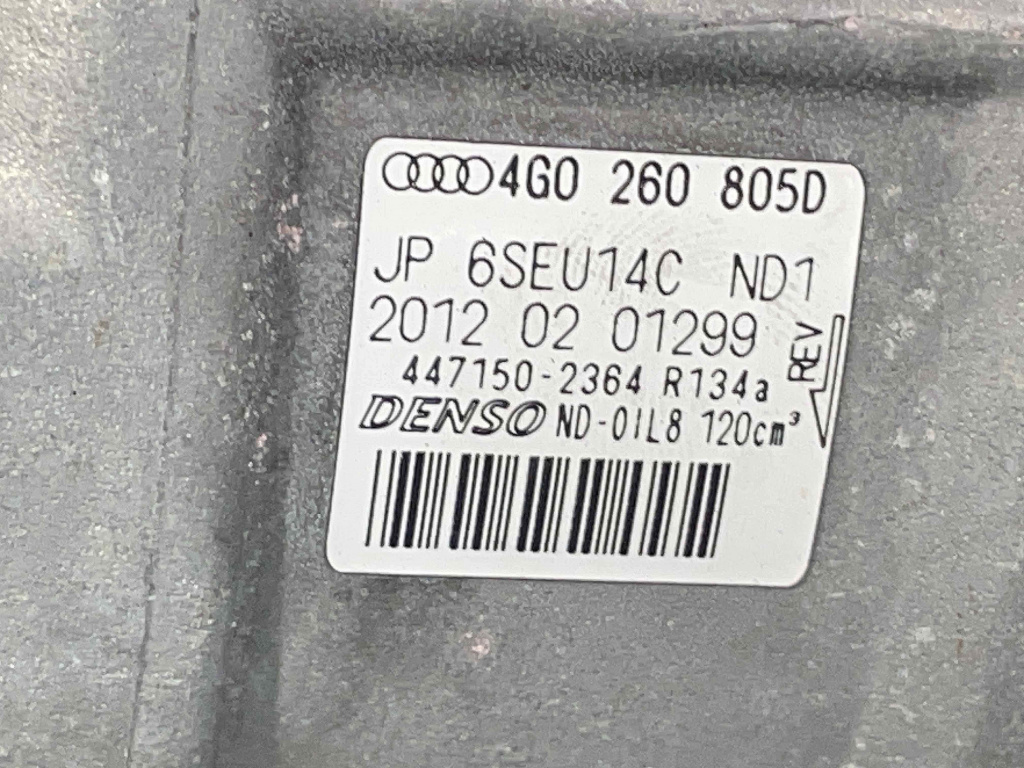 4G0 260 805D
JP 6SEU14C ND1
2012 02 01299
447150-2364 R134a
DENSO ND-OIL8 120cm³
REV